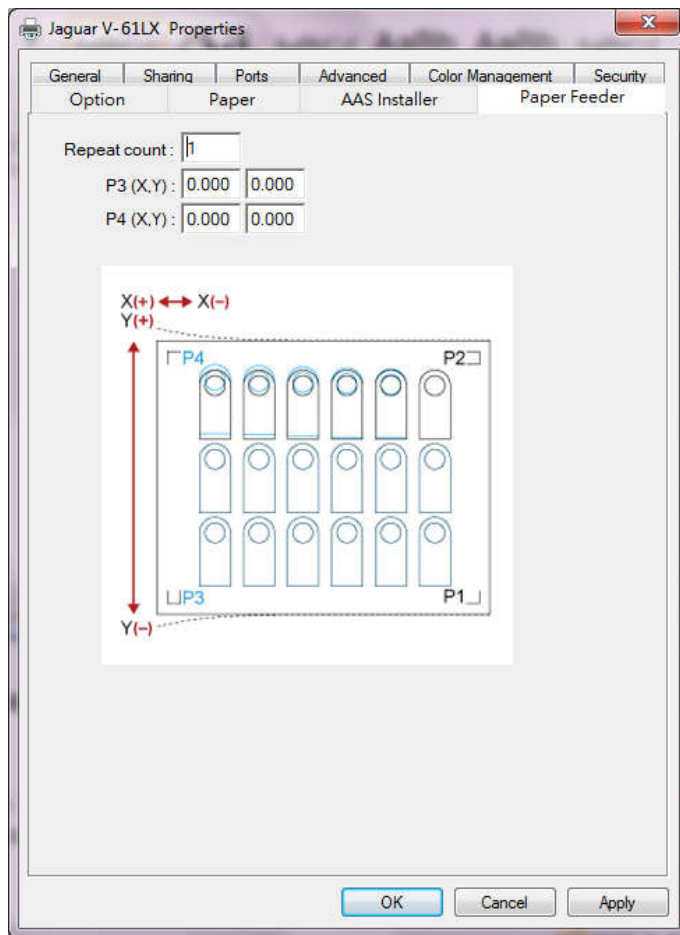 Jaguar V-61LX Properties
General Sharing Ports Advanced Color Management Security
Option Paper AAS Installer Paper Feeder
Repeat count : 1
P3 (X,Y) : 0.000 0.000
P4 (X,Y) : 0.000 0.000
X(+) X(–)
Y(+)
P4 P2
P3 P1
Y(–)
OK Cancel Apply